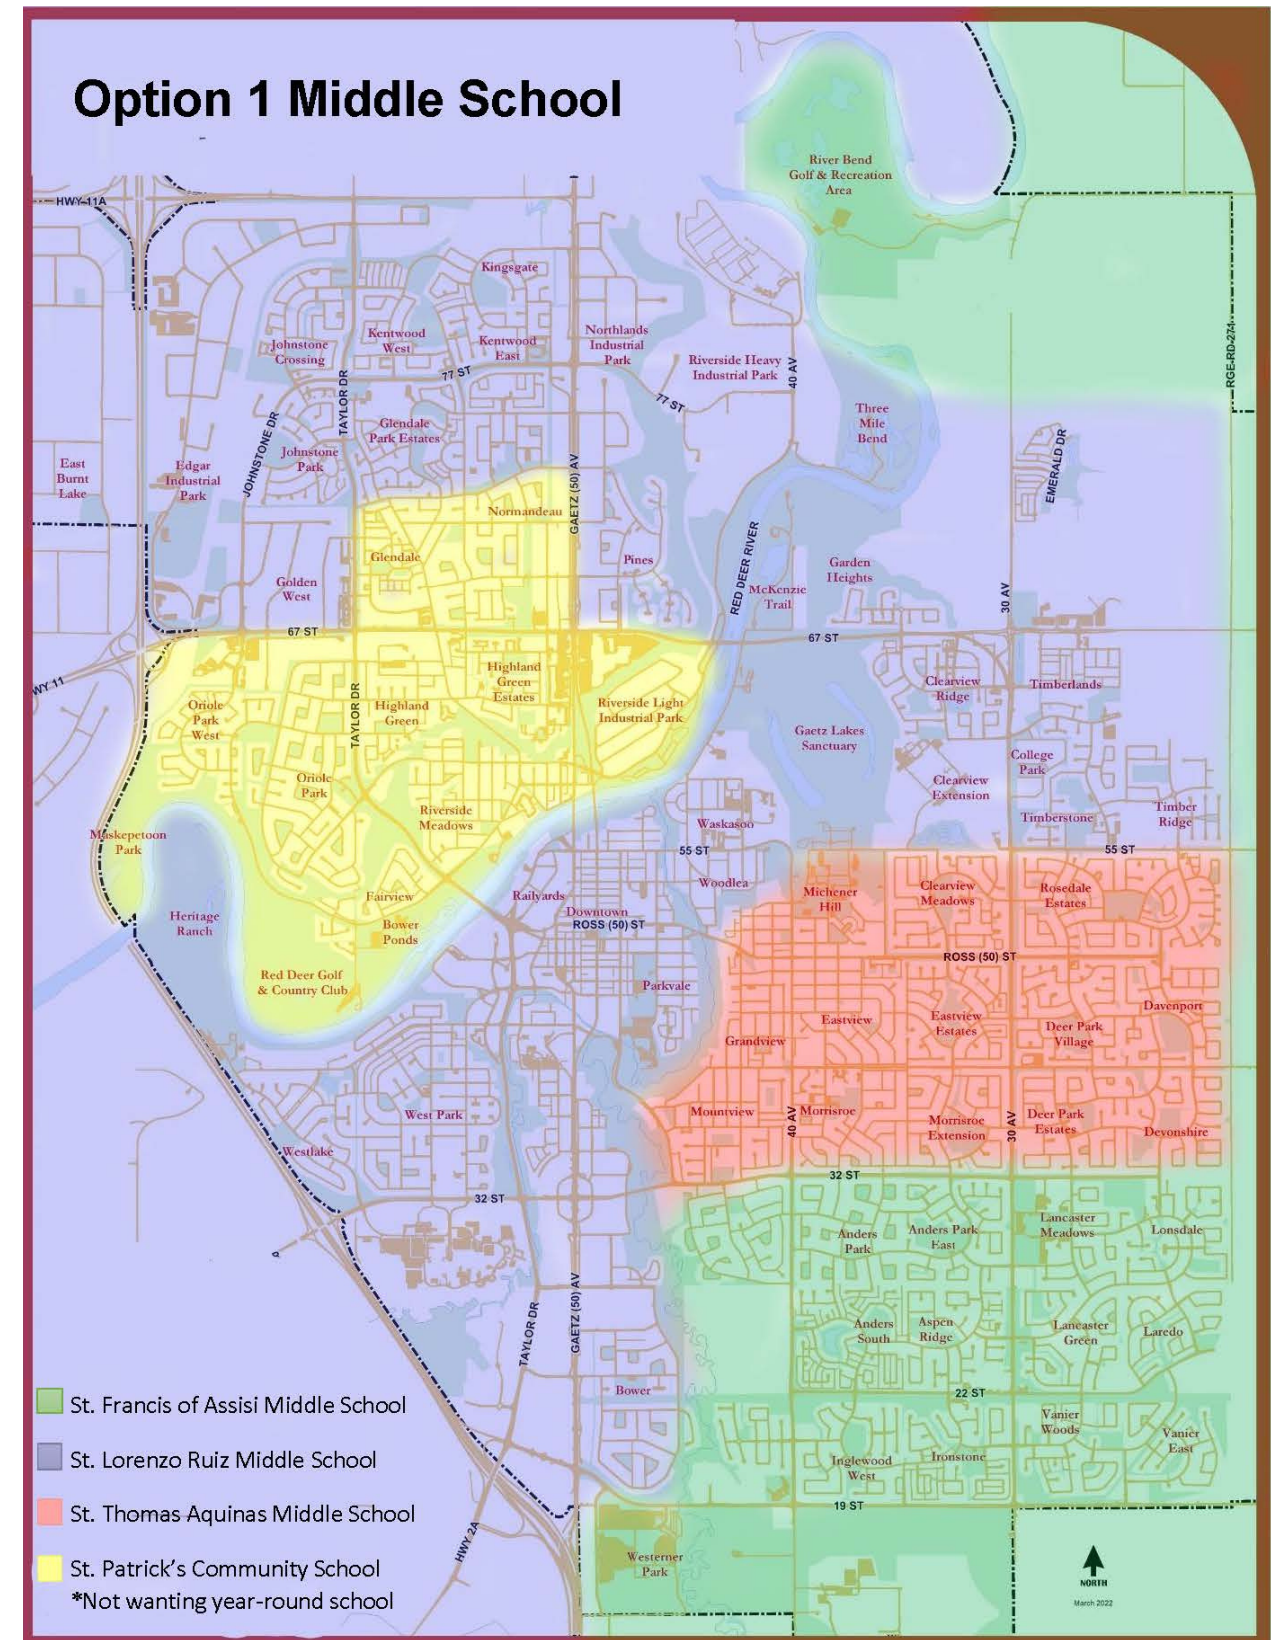 Option 1 Middle School
River Bend
Golf & Recreation
Area
HWY 11A
Kingsgate
Johnstone
Crossing
Kentwood
West
Kentwood
East
Northlands
Industrial
Park
Riverside Heavy
Industrial Park
40 AV
RGE-RD-274
77 ST
77 ST
TAYLOR DR
JOHNSTONE DR
Glendale
Park Estates
Johnstone
Park
Three
Mile
Bend
East
Burnt
Lake
Edgar
Industrial
Park
GAETZ (50) AV
EMERALD DR
Normandeau
Glendale
Pines
RED DEER RIVER
Garden
Heights
McKenzie
Trail
30 AV
Golden
West
67 ST
67 ST
WY 11
Highland
Green
Estates
Clearview
Ridge
Timberlands
Oriole
Park
West
TAYLOR DR
Highland
Green
Riverside Light
Industrial Park
Gaetz Lakes
Sanctuary
College
Park
Oriole
Park
Clearview
Extension
Riverside
Meadows
Waskasoo
Timberstone
Timber
Ridge
Maskepetoon
Park
55 ST
55 ST
Woodlea
Michener
Hill
Clearview
Meadows
Rosedale
Estates
Fairview
Railyards
Downtown
ROSS (50) ST
Heritage
Ranch
Bower
Ponds
ROSS (50) ST
Red Deer Golf
& Country Club
Parkvale
Davenport
Eastview
Eastview
Estates
Deer Park
Village
Grandview
West Park
Mountview
40 AV
Morrisroe
Morrisroe
Extension
30 AV
Deer Park
Estates
Devonshire
Westlake
32 ST
32 ST
Anders
Park
Anders Park
East
Lancaster
Meadows
Lonsdale
TAYLOR DR
GAETZ (50) AV
Anders
South
Aspen
Ridge
Lancaster
Green
Laredo
Bower
22 ST
Vanier
Woods
Vanier
East
Inglewood
West
Ironstone
19 ST
HWY 2A
Westerner
Park
NORTH
March 2022
St. Francis of Assisi Middle School
St. Lorenzo Ruiz Middle School
St. Thomas Aquinas Middle School
St. Patrick's Community School
*Not wanting year-round school